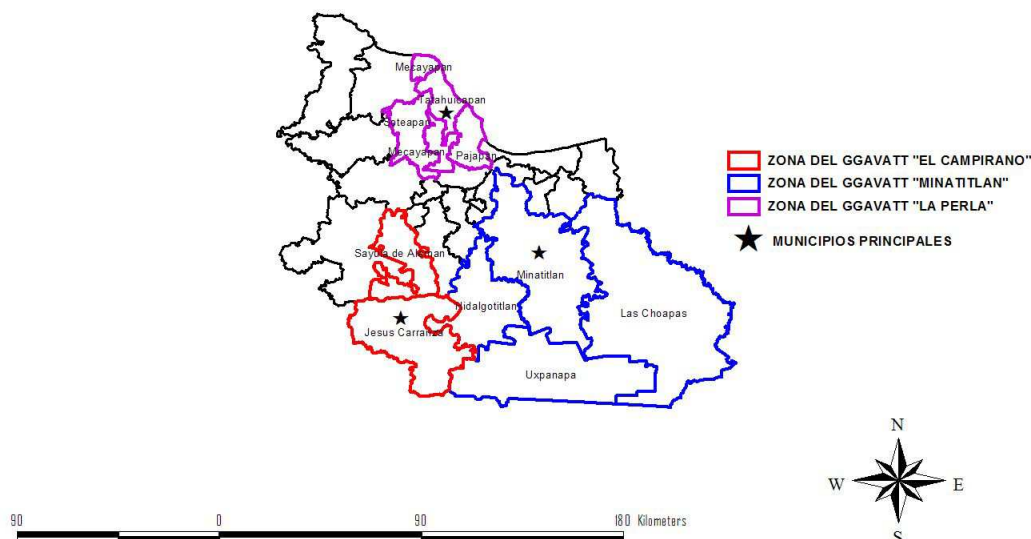 Mecayapan
Tatahuicapan
Soteapan
Mecayapan
Pajapan
ZONA DEL GGAVATT "EL CAMPIRANO"
ZONA DEL GGAVATT "MINATITLAN"
ZONA DEL GGAVATT "LA PERLA"
MUNICIPIOS PRINCIPALES
Sayula de Aleman
Minatitlan
Hidalgotitlan
Las Choapas
Jesus Carranza
Uxpanapa
N
W
E
S
90 0 90 180 Kilometers